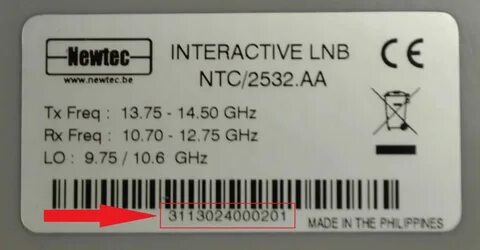 Newtec
www.newtec.be
INTERACTIVE LNB
NTC/2532.AA
CE
Tx Freq : 13.75 - 14.50 GHz
Rx Freq : 10.70 - 12.75 GHz
LO : 9.75 / 10.6 GHz
3113024000201
MADE IN THE PHILIPPINES